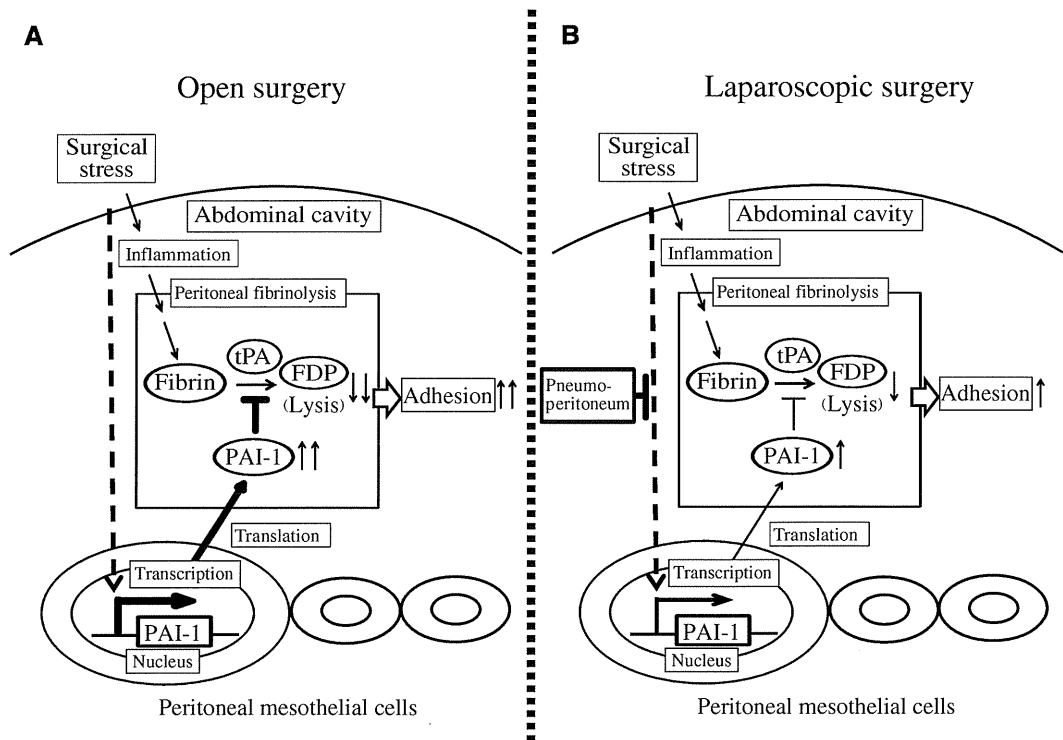 A
Open surgery
Surgical
stress
Abdominal cavity
Inflammation
Peritoneal fibrinolysis
tPA
Fibrin
FDP
(Lysis)
Adhesion
PAI-1
Translation
Transcription
PAI-1
Nucleus
Peritoneal mesothelial cells
B
Laparoscopic surgery
Surgical
stress
Abdominal cavity
Inflammation
Peritoneal fibrinolysis
tPA
Fibrin
FDP
(Lysis)
Pneumo-
peritoneum
Adhesion
PAI-1
Translation
Transcription
PAI-1
Nucleus
Peritoneal mesothelial cells